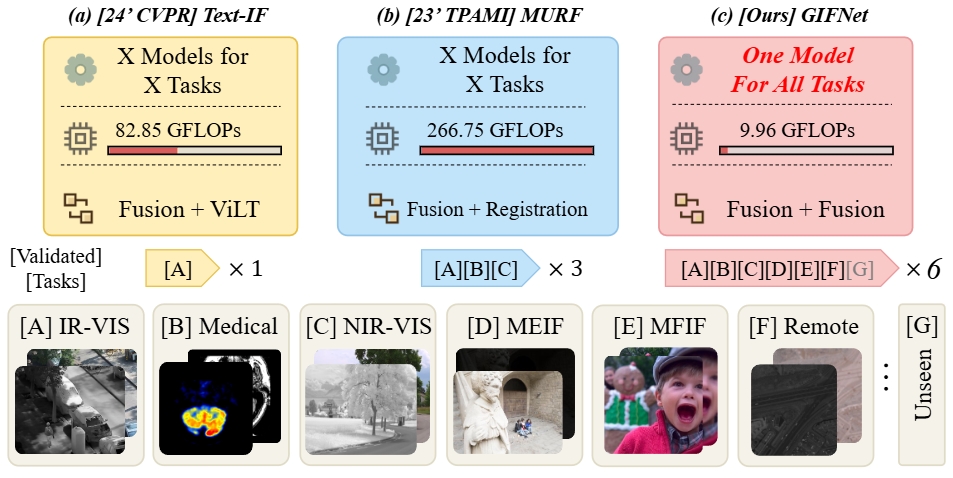 (a) [24’ CVPR] Text-IF
(b) [23’ TPAMI] MURF
(c) [Ours] GIFNet
X Models for
X Tasks
82.85 GFLOPs
Fusion + ViLT
X Models for
X Tasks
266.75 GFLOPs
Fusion + Registration
One Model
For All Tasks
9.96 GFLOPs
Fusion + Fusion
[Validated]
[Tasks]
[A] × 1
[A][B][C] × 3
[A][B][C][D][E][F][G] × 6
[A] IR-VIS
[B] Medical
[C] NIR-VIS
[D] MEIF
[E] MFIF
[F] Remote
...
[G]
Unseen